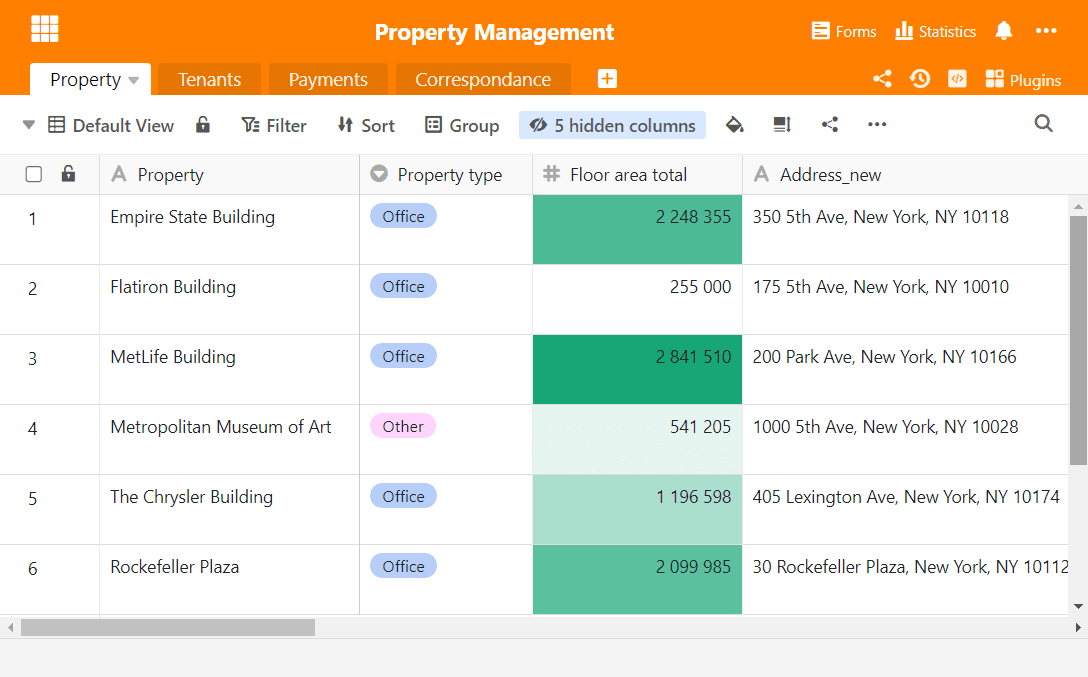 Property Management
Forms
Statistics
Property
Tenants
Payments
Correspondance
Plugins
Default View
Filter
Sort
Group
5 hidden columns
A Property
Property type
# Floor area total
A Address_new
1 Empire State Building Office 2 248 355 350 5th Ave, New York, NY 10118
2 Flatiron Building Office 255 000 175 5th Ave, New York, NY 10010
3 MetLife Building Office 2 841 510 200 Park Ave, New York, NY 10166
4 Metropolitan Museum of Art Other 541 205 1000 5th Ave, New York, NY 10028
5 The Chrysler Building Office 1 196 598 405 Lexington Ave, New York, NY 10174
6 Rockefeller Plaza Office 2 099 985 30 Rockefeller Plaza, New York, NY 10112